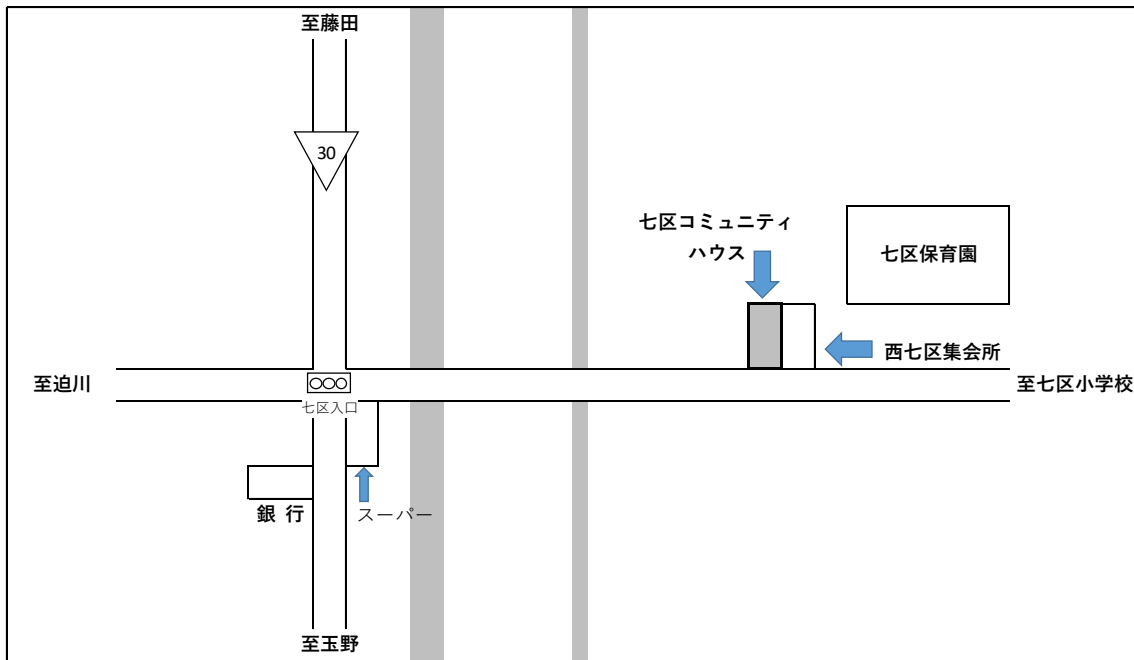 至藤田
30
七区コミュニティ
ハウス
七区保育園
西七区集会所
至迫川
至七区小学校
七区入口
銀 行
スーパー
至玉野